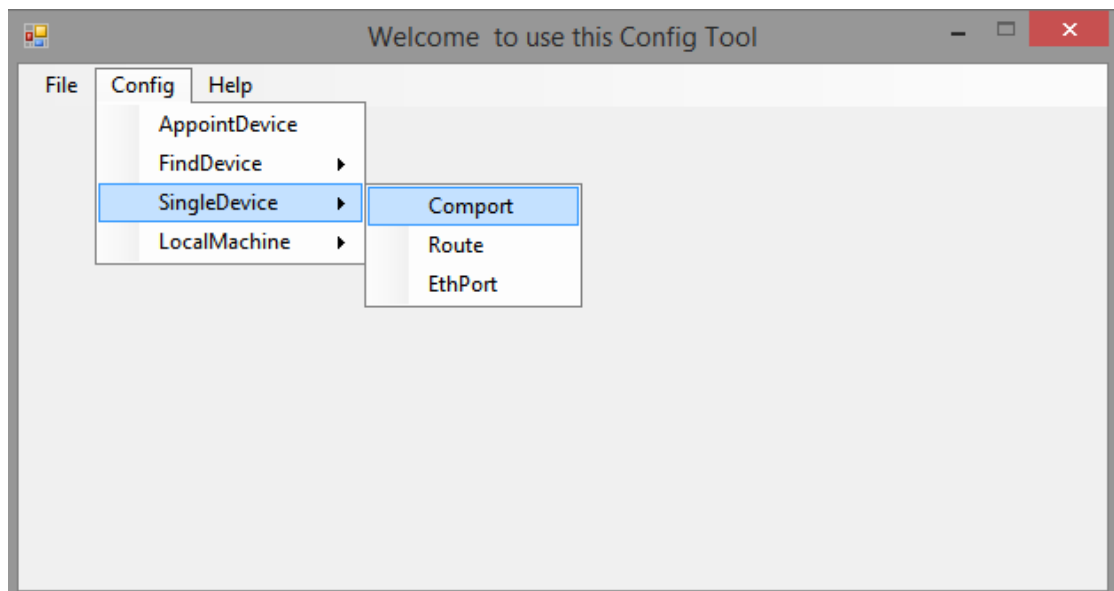 Welcome  to use this Config Tool
File Config Help
AppointDevice
FindDevice
SingleDevice
LocalMachine
Comport
Route
EthPort